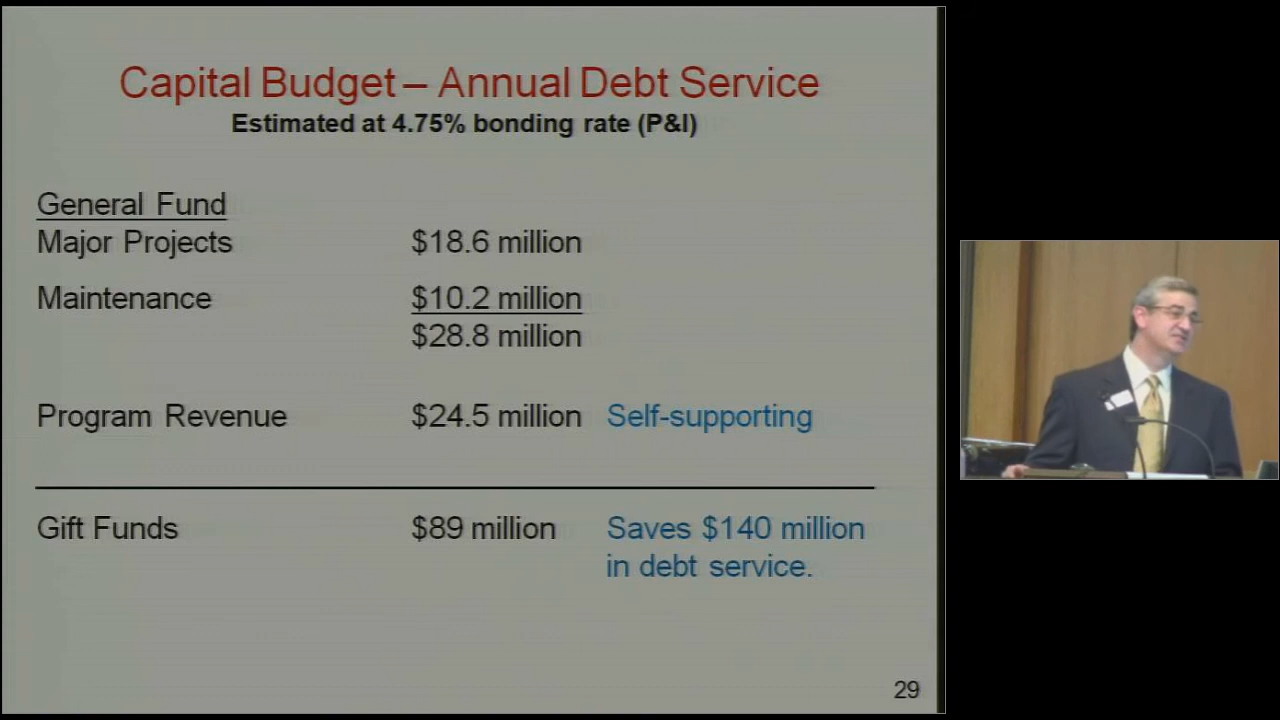 Capital Budget – Annual Debt Service
Estimated at 4.75% bonding rate (P&I)
General Fund
Major Projects $18.6 million
Maintenance $10.2 million
$28.8 million
Program Revenue $24.5 million Self-supporting
Gift Funds $89 million Saves $140 million
in debt service.
29